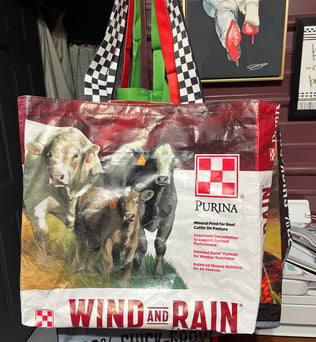 PURINA®
Mineral Feed for Beef
Cattle On Pasture
Consistent Consumption
to Support Optimal
Performance
Patented Storm® Formula
for Weather Resistance
Balanced Mineral Nutrition
for All Seasons
WIND AND RAIN®